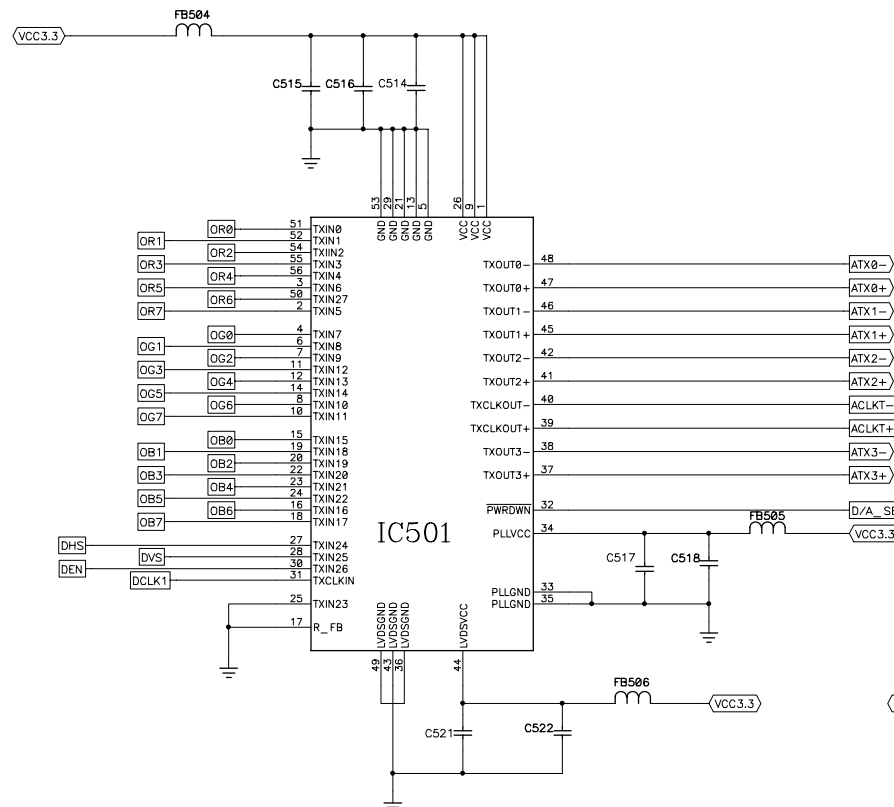 FB504
VCC3.3
C515 C516 C514
53 29 21 13 5 26 9 1
GND GND GND GND GND VCC VCC VCC
OR0 51 TXIN0
OR1 52 TXIN1
OR2 54 TXIIN2
OR3 55 TXIN3
OR4 56 TXIN4
OR5 3 TXIN6
OR6 50 TXIN27
OR7 2 TXIN5
OG0 4 TXIN7
OG1 6 TXIN8
OG2 7 TXIN9
OG3 11 TXIN12
OG4 12 TXIN13
OG5 14 TXIN14
OG6 8 TXIN10
OG7 10 TXIN11
OB0 15 TXIN15
OB1 19 TXIN18
OB2 20 TXIN19
OB3 22 TXIN20
OB4 23 TXIN21
OB5 24 TXIN22
OB6 16 TXIN16
OB7 18 TXIN17
DHS 27 TXIN24
DVS 28 TXIN25
DEN 30 TXIN26
DCLK1 31 TXCLKIN
25 TXIN23
17 R_FB
IC501
TXOUT0- 48 ATX0-
TXOUT0+ 47 ATX0+
TXOUT1- 46 ATX1-
TXOUT1+ 45 ATX1+
TXOUT2- 42 ATX2-
TXOUT2+ 41 ATX2+
TXCLKOUT- 40 ACLKT-
TXCLKOUT+ 39 ACLKT+
TXOUT3- 38 ATX3-
TXOUT3+ 37 ATX3+
PWRDWN 32 D/A_SE
FB505
PLLVCC 34 VCC3.3
C517 C518
PLLGND 33
PLLGND 35
LVDSGND LVDSGND LVDSGND LVDSVCC
49 43 36 44
FB506
VCC3.3
C521 C522